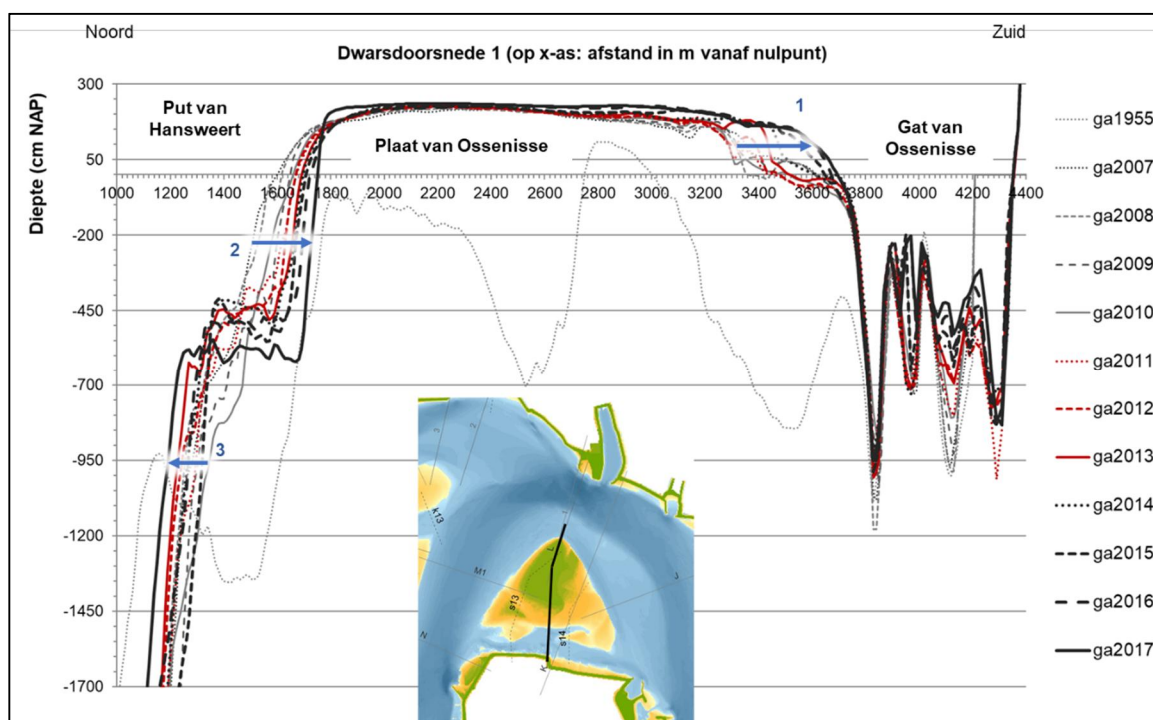 Noord
Zuid
Dwarsdoorsnede 1 (op x-as: afstand in m vanaf nulpunt)
Diepte (cm NAP)
300
50
-200
-450
-700
-950
-1200
-1450
-1700
1000 1200 1400 1600 1800 2000 2200 2400 2600 2800 3000 3200 3400 3600 3800 4000 4200 4400
Put van
Hansweert
Plaat van Ossenisse
Gat van
Ossenisse
1
2
3
ga1955
ga2007
ga2008
ga2009
ga2010
ga2011
ga2012
ga2013
ga2014
ga2015
ga2016
ga2017
3
2
k13
L
M1
s13
J
N
s14
K